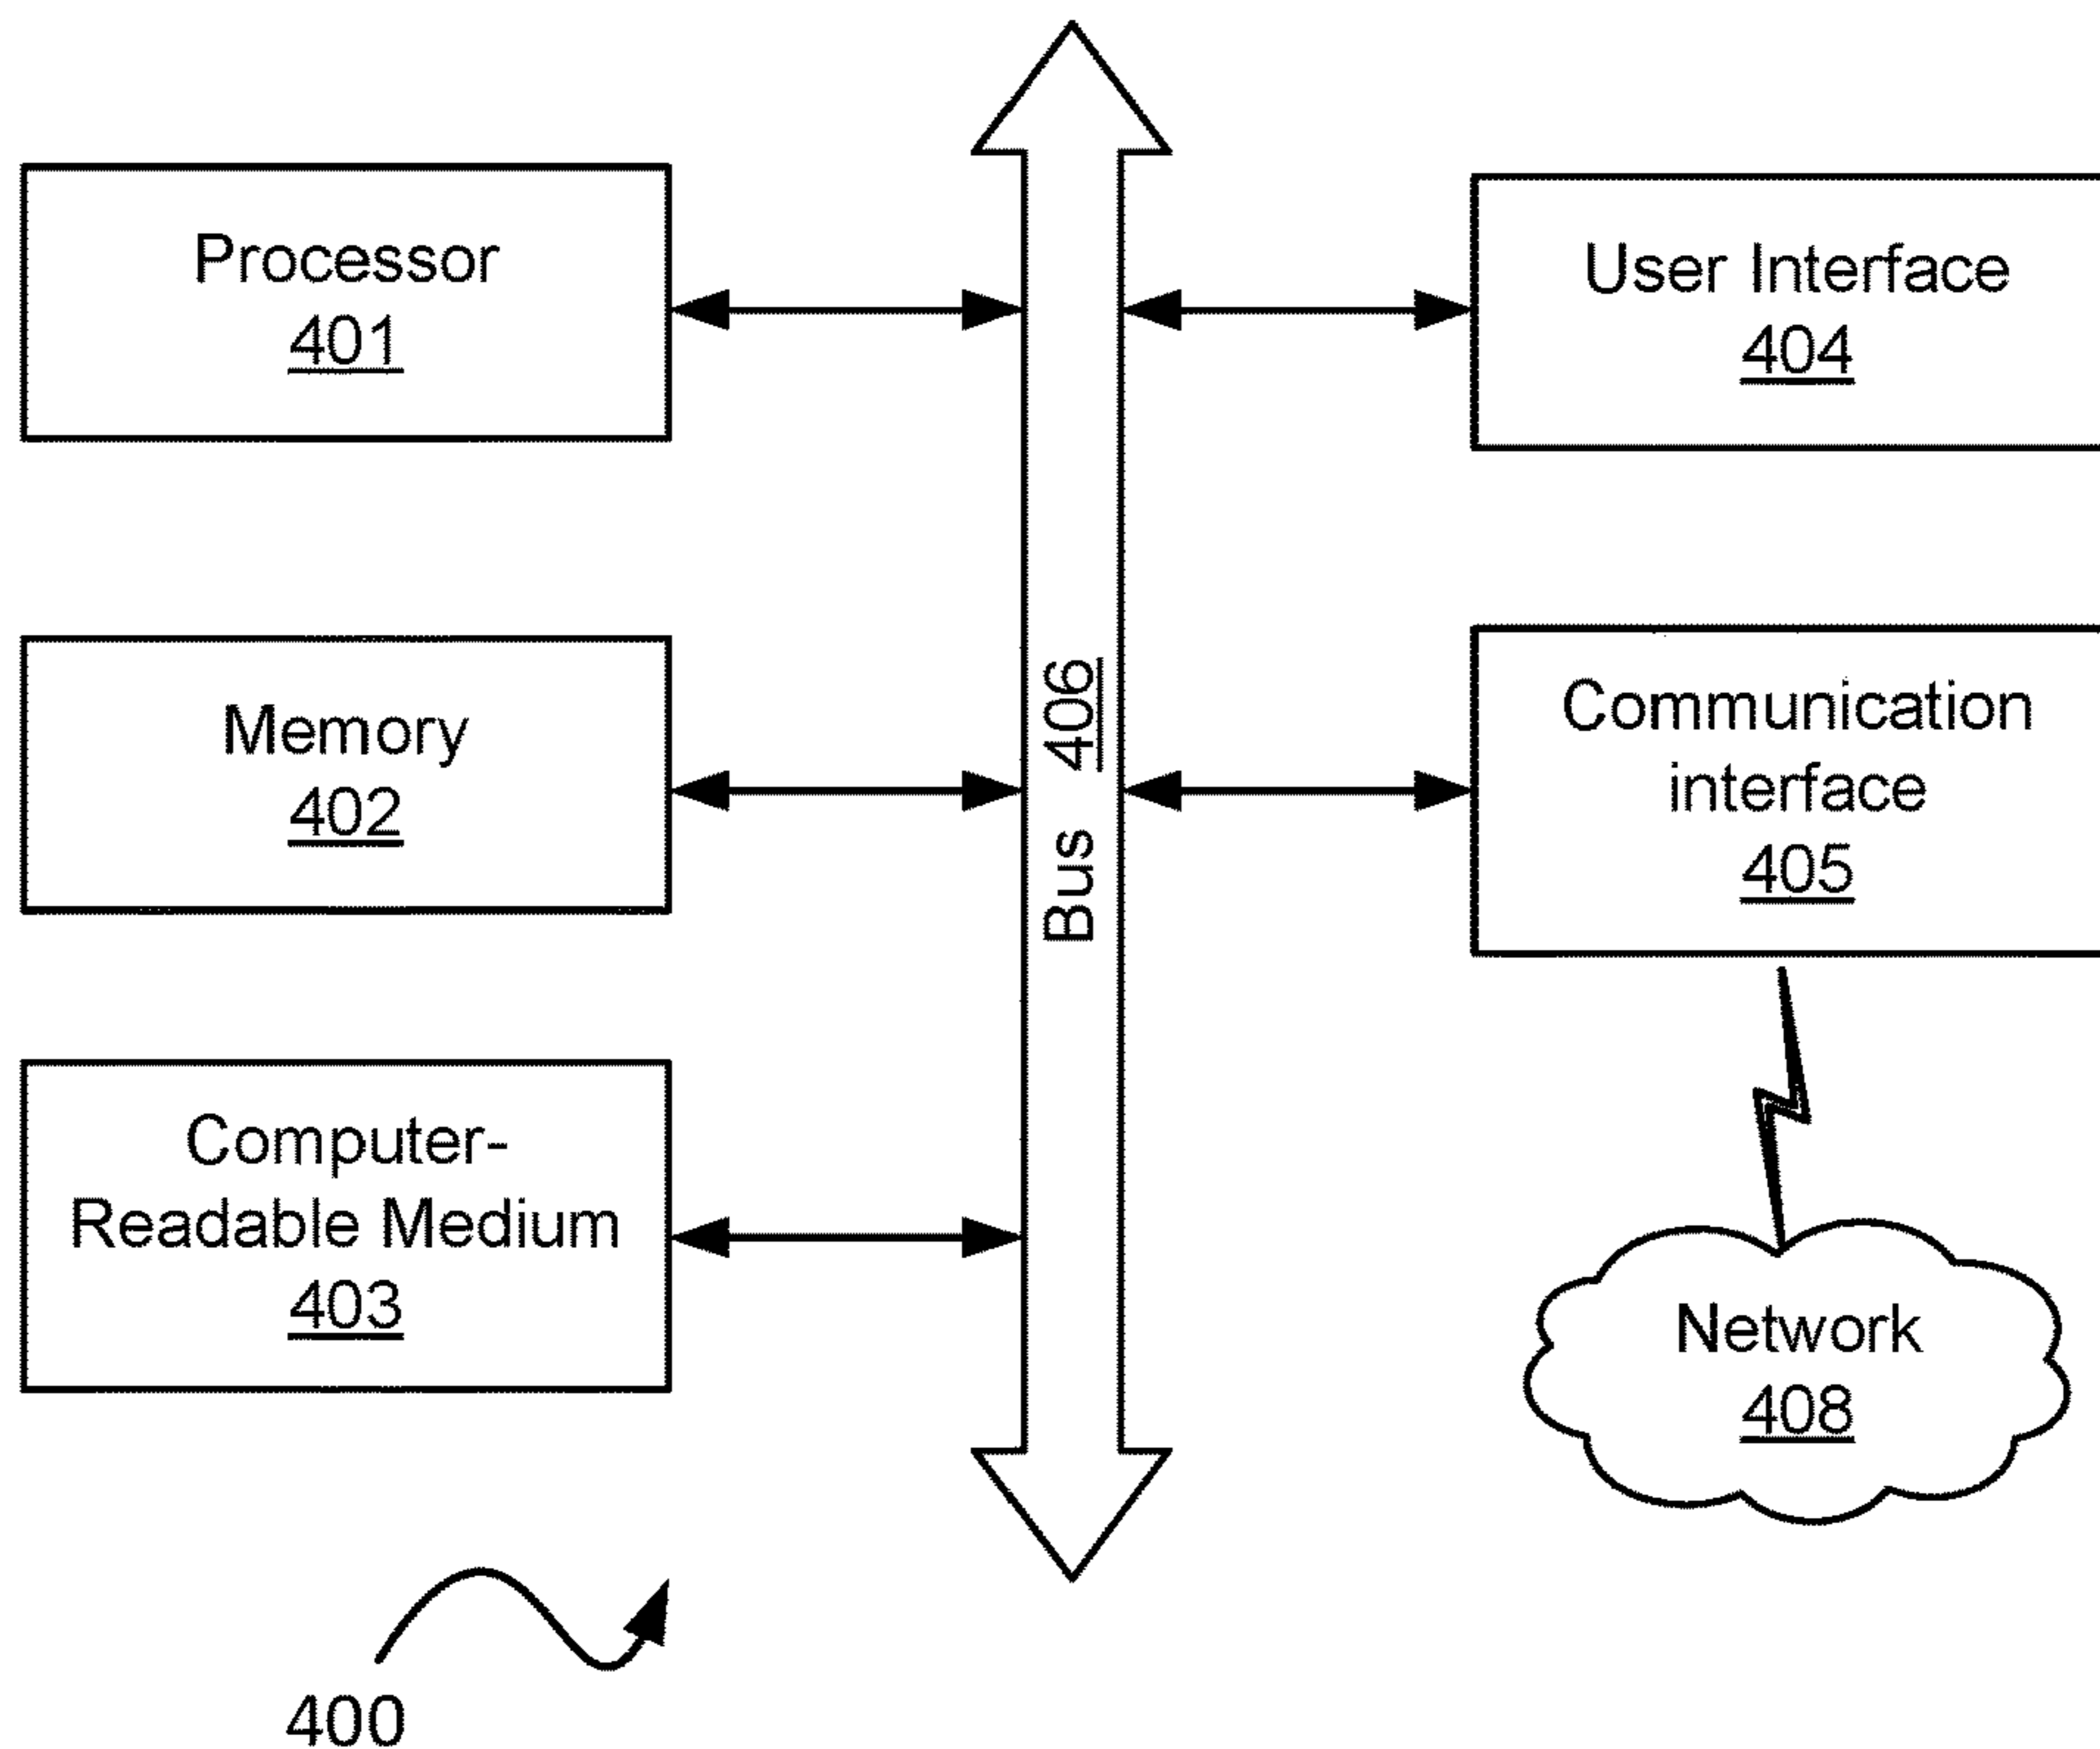 Processor
401
Memory
402
Computer-
Readable Medium
403
Bus 406
User Interface
404
Communication
interface
405
Network
408
400